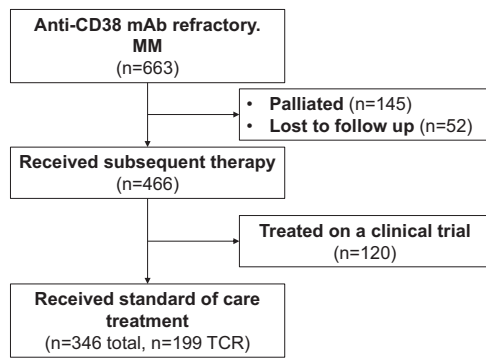 Anti-CD38 mAb refractory.
MM
(n=663)
• Palliated (n=145)
• Lost to follow up (n=52)
Received subsequent therapy
(n=466)
Treated on a clinical trial
(n=120)
Received standard of care
treatment
(n=346 total, n=199 TCR)